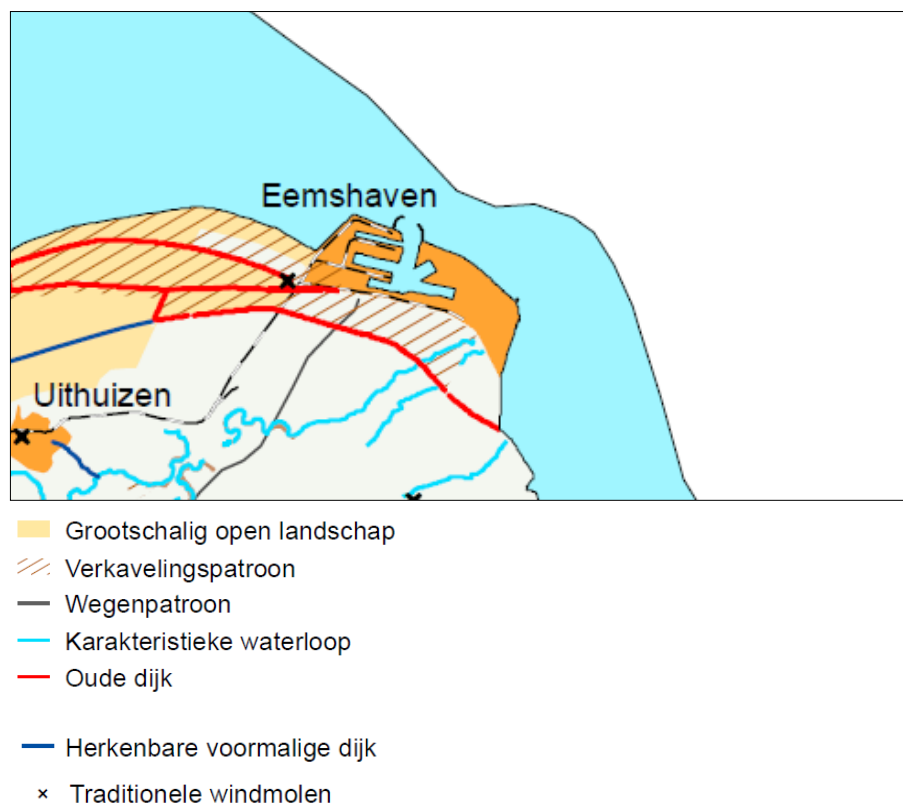 Eemshaven
Uithuizen
Grootschalig open landschap
Verkavelingspatroon
Wegenpatroon
Karakteristieke waterloop
Oude dijk
Herkenbare voormalige dijk
Traditionele windmolen